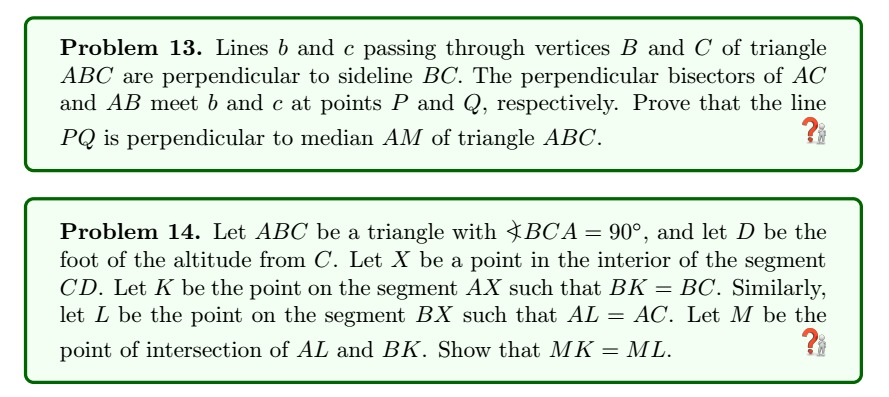 Problem 13. Lines b and c passing through vertices B and C of triangle
ABC are perpendicular to sideline BC. The perpendicular bisectors of AC
and AB meet b and c at points P and Q, respectively. Prove that the line
PQ is perpendicular to median AM of triangle ABC.
Problem 14. Let ABC be a triangle with ∢BCA = 90°, and let D be the
foot of the altitude from C. Let X be a point in the interior of the segment
CD. Let K be the point on the segment AX such that BK = BC. Similarly,
let L be the point on the segment BX such that AL = AC. Let M be the
point of intersection of AL and BK. Show that MK = ML.